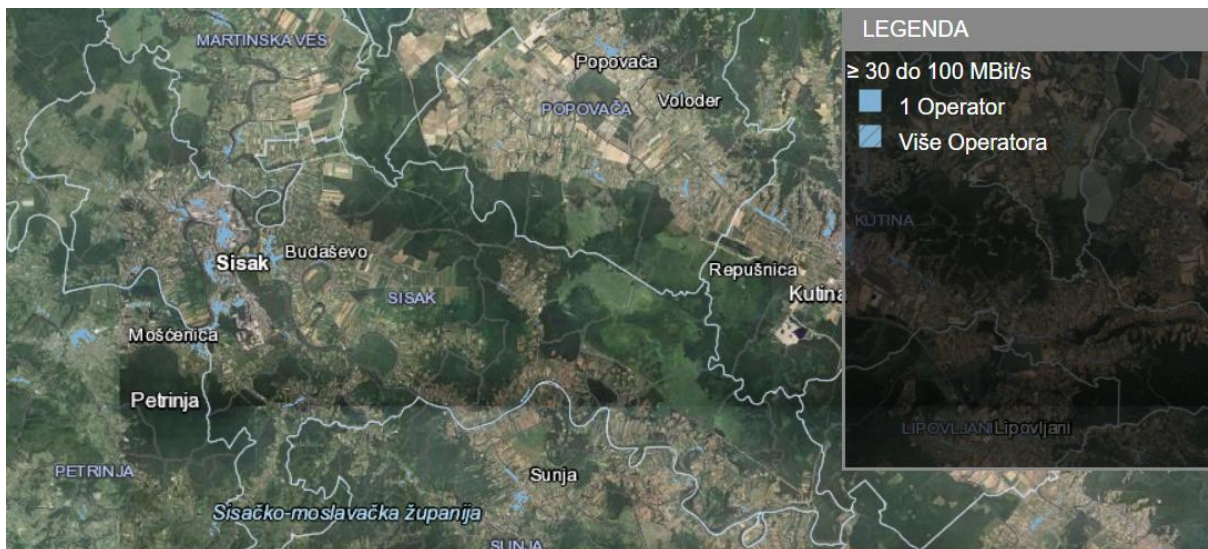 LEGENDA
≥ 30 do 100 MBit/s
1 Operator
Više Operatora
MARTINSKA VES
Popovača
POPOVAČA
Voloder
KUTINA
Sisak
Budaševo
SISAK
Repušnica
Kutina
Mošćenica
Petrinja
LIPOVLJANI
Lipovljani
PETRINJA
Sunja
Sisačko-moslavačka županija
SUNJA